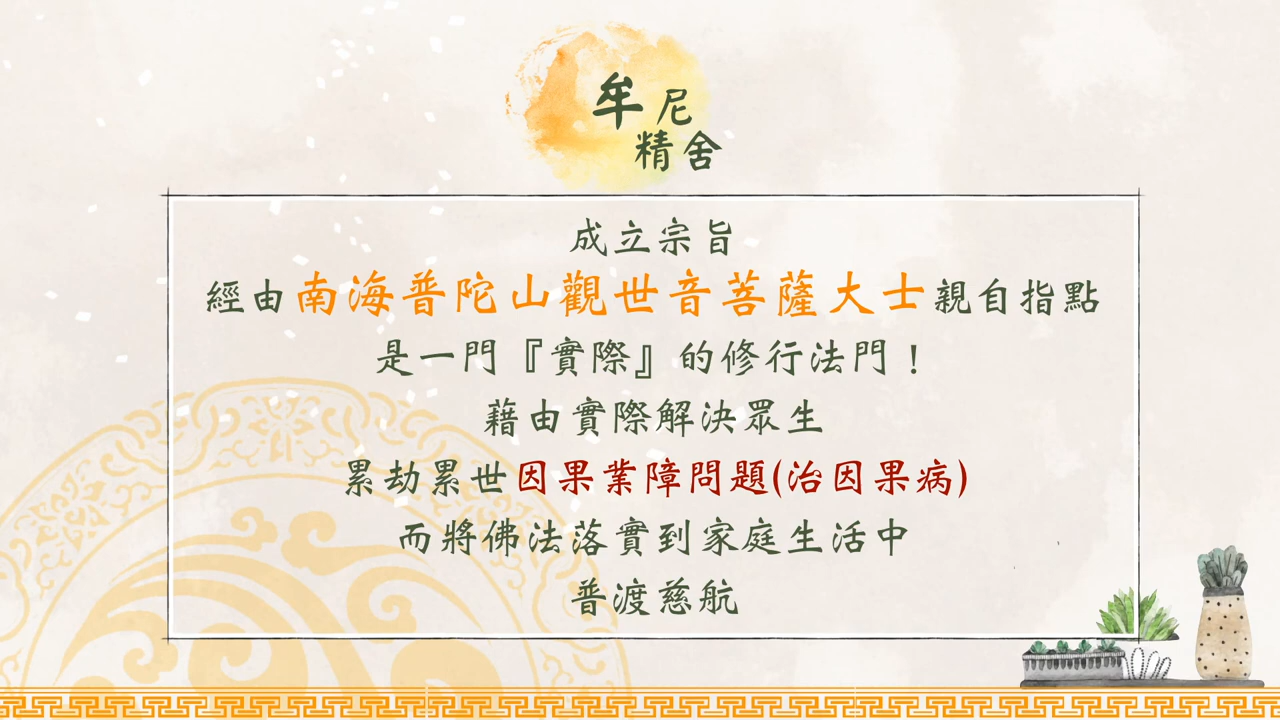 牟尼
精舍
成立宗旨
經由南海普陀山觀世音菩薩大士親自指點
是一門『實際』的修行法門！
藉由實際解決眾生
累劫累世因果業障問題(治因果病)
而將佛法落實到家庭生活中
普渡慈航